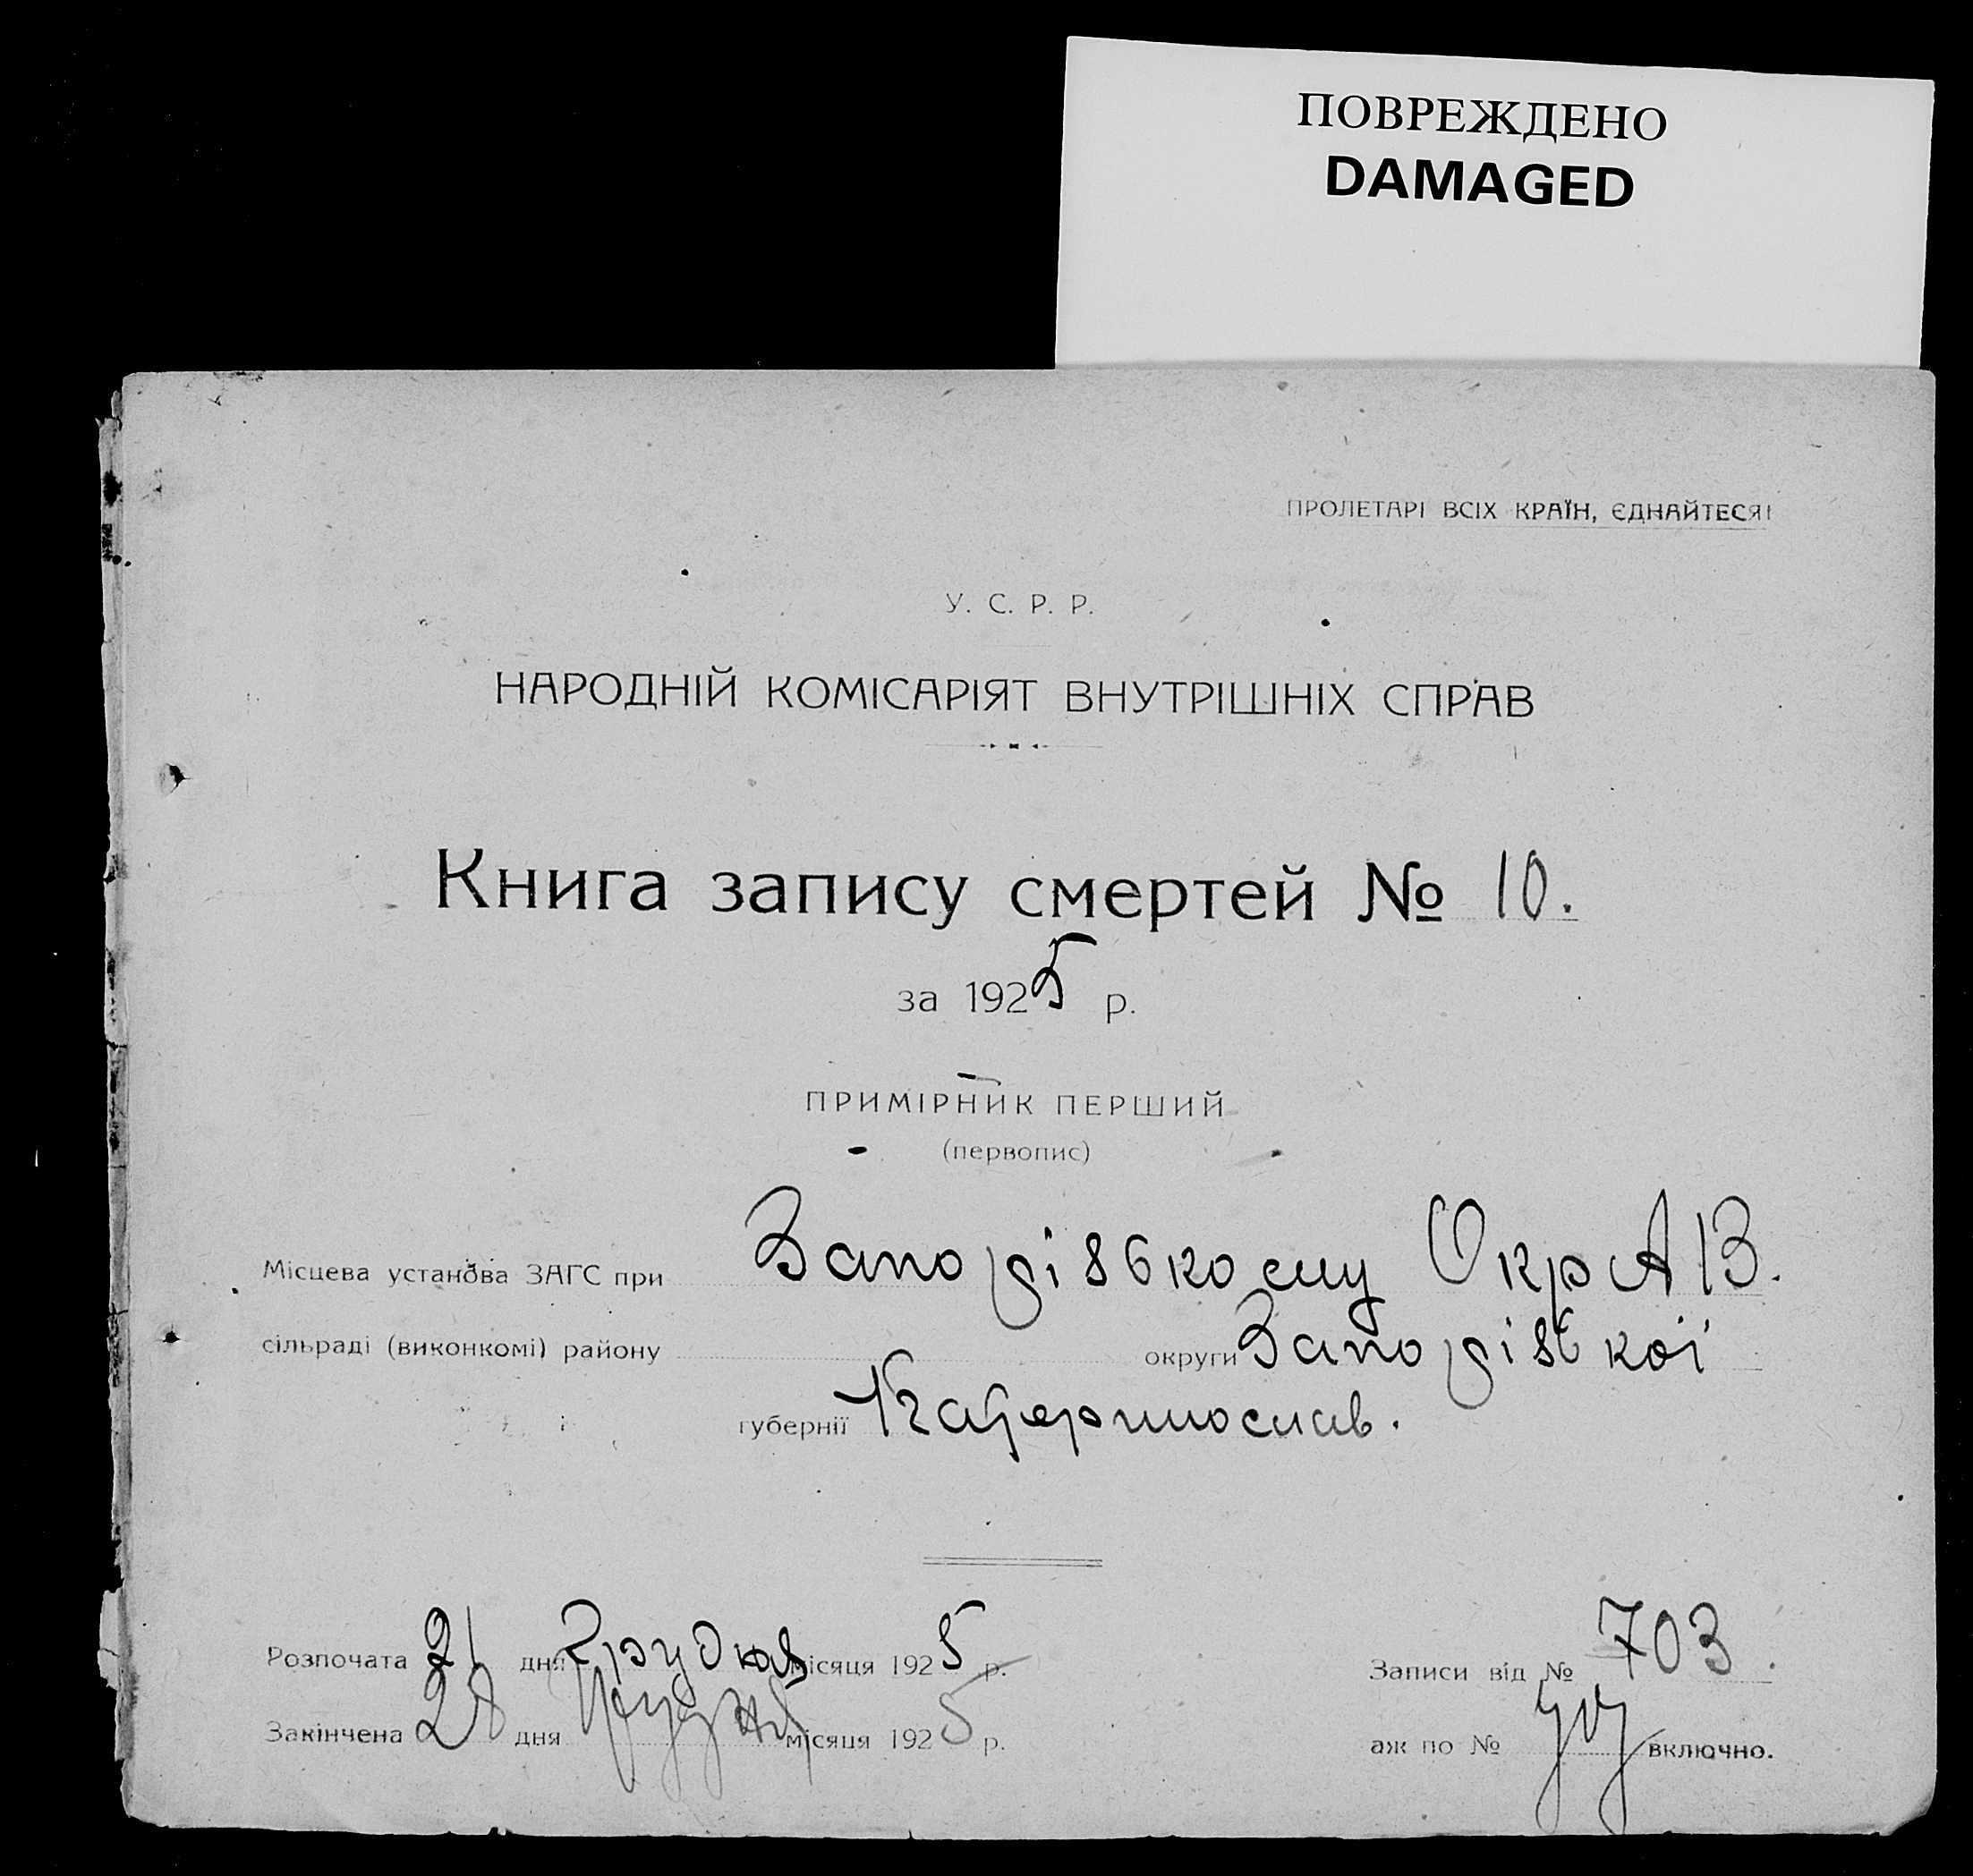 ПОВРЕЖДЕНО
DAMAGED
ПРОЛЕТАРІ ВСІХ КРАЇН, ЄДНАЙТЕСЯ!
У. С. Р. Р.
НАРОДНІЙ КОМІСАРІЯТ ВНУТРІШНІХ СПРАВ
Книга запису смертей № 10.
за 1925 р.
ПРИМІРНИК ПЕРШИЙ
(первопис)
Місцева установа ЗАГС при Запорізькому ОкрАВ.
сільраді (виконкомі) району округи Запорізької
губернії Катеринослав.
Розпочата 21 дня Грудня місяця 1925 р.
Закінчена 28 дня Грудня місяця 1925 р.
Записи від № 703.
аж по № включно.